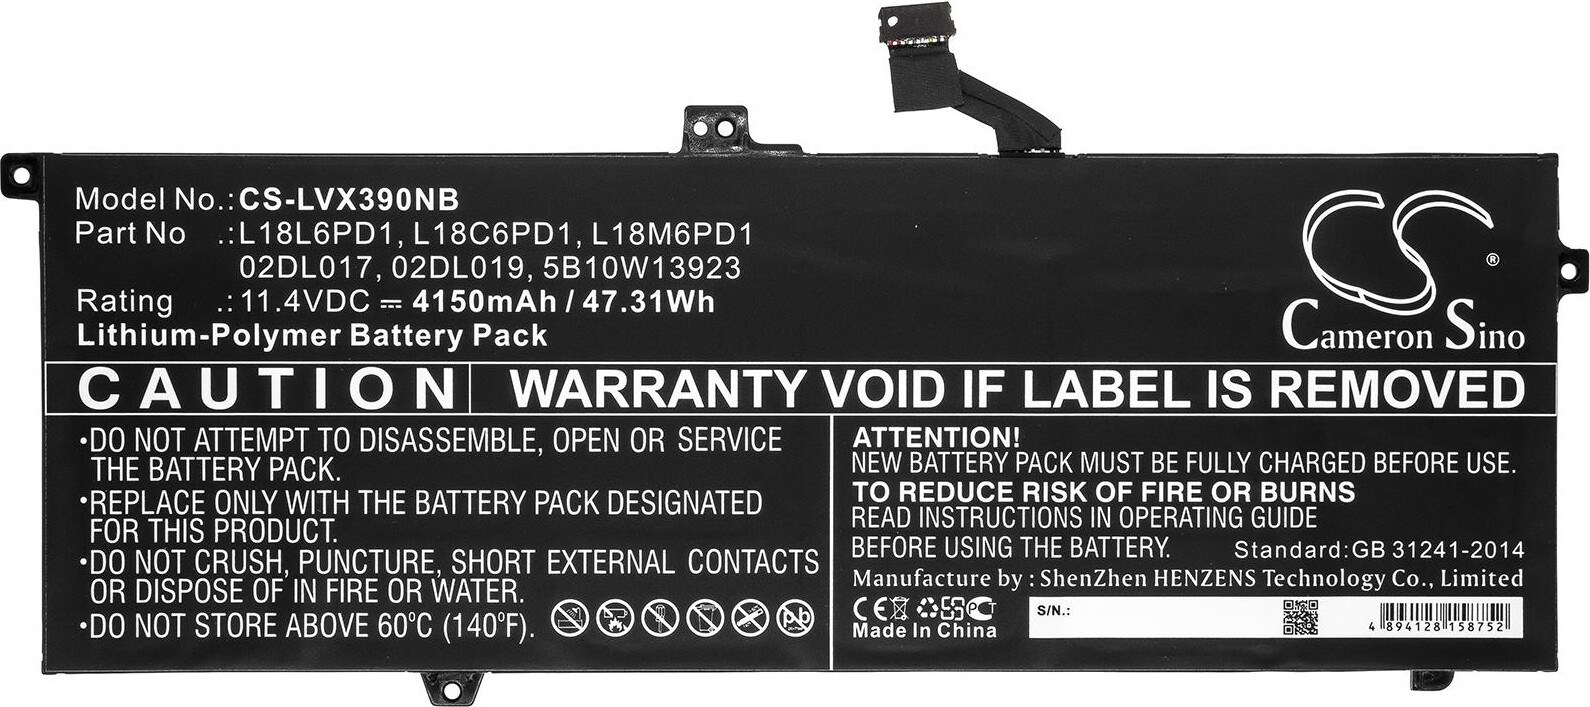 Model No.:CS-LVX390NB
Part No .:L18L6PD1, L18C6PD1, L18M6PD1
02DL017, 02DL019, 5B10W13923
Rating .:11.4VDC ⎓ 4150mAh / 47.31Wh
Lithium-Polymer Battery Pack
CS®
Cameron Sino
CAUTION
WARRANTY VOID IF LABEL IS REMOVED
•DO NOT ATTEMPT TO DISASSEMBLE, OPEN OR SERVICE
THE BATTERY PACK.
•REPLACE ONLY WITH THE BATTERY PACK DESIGNATED
FOR THIS PRODUCT.
•DO NOT CRUSH, PUNCTURE, SHORT EXTERNAL CONTACTS
OR DISPOSE OF IN FIRE OR WATER.
•DO NOT STORE ABOVE 60°C (140°F).
Pb
ATTENTION!
NEW BATTERY PACK MUST BE FULLY CHARGED BEFORE USE.
TO REDUCE RISK OF FIRE OR BURNS
READ INSTRUCTIONS IN OPERATING GUIDE
BEFORE USING THE BATTERY.
Standard:GB 31241-2014
Manufacture by : ShenZhen HENZENS Technology Co., Limited
CE
Made In China
S/N.:
4 894128 158752